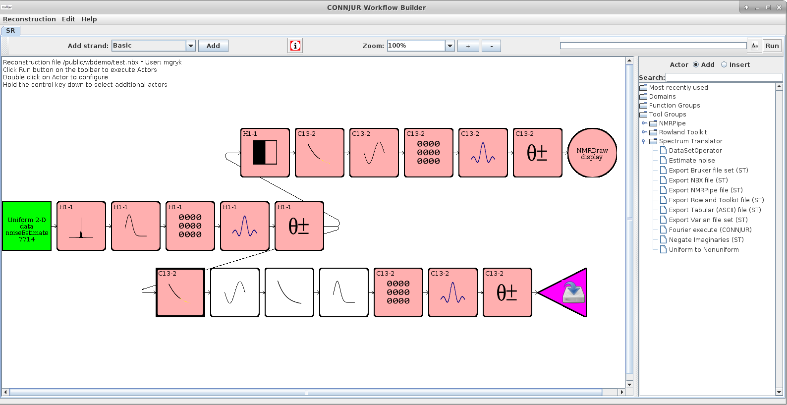 CONNJUR Workflow Builder
Reconstruction Edit Help
SR
Add strand: Basic Add Zoom: 100% + - Run
Reconstruction file /public/wbdemo/test.nbx * User: mgryk
Click Run button on the toolbar to execute Actors
Double click on Actor to configure
Hold the control key down to select additional actors
Actor Add Insert
Search:
Most recently used
Domains
Function Groups
Tool Groups
NMRPipe
Rowland Toolkit
Spectrum Translator
DataSetOperator
Estimate noise
Export Bruker file set (ST)
Export NBX file (ST)
Export NMRPipe file (ST)
Export Rowland Toolkit file (ST)
Export Tabular (ASCII) file (ST)
Export Varian file set (ST)
Fourier execute (CONNJUR)
Negate Imaginaries (ST)
Uniform to Nonuniform
H1-1 C13-2 C13-2 C13-2 C13-2 C13-2
0000
0000
0000
θ±
NMRDraw
display
Uniform 2-D
data
noiseEstimate
7714
H1-1 H1-1 H1-1 H1-1 H1-1
0000
0000
0000
θ±
C13-2 C13-2 C13-2 C13-2
0000
0000
0000
θ±